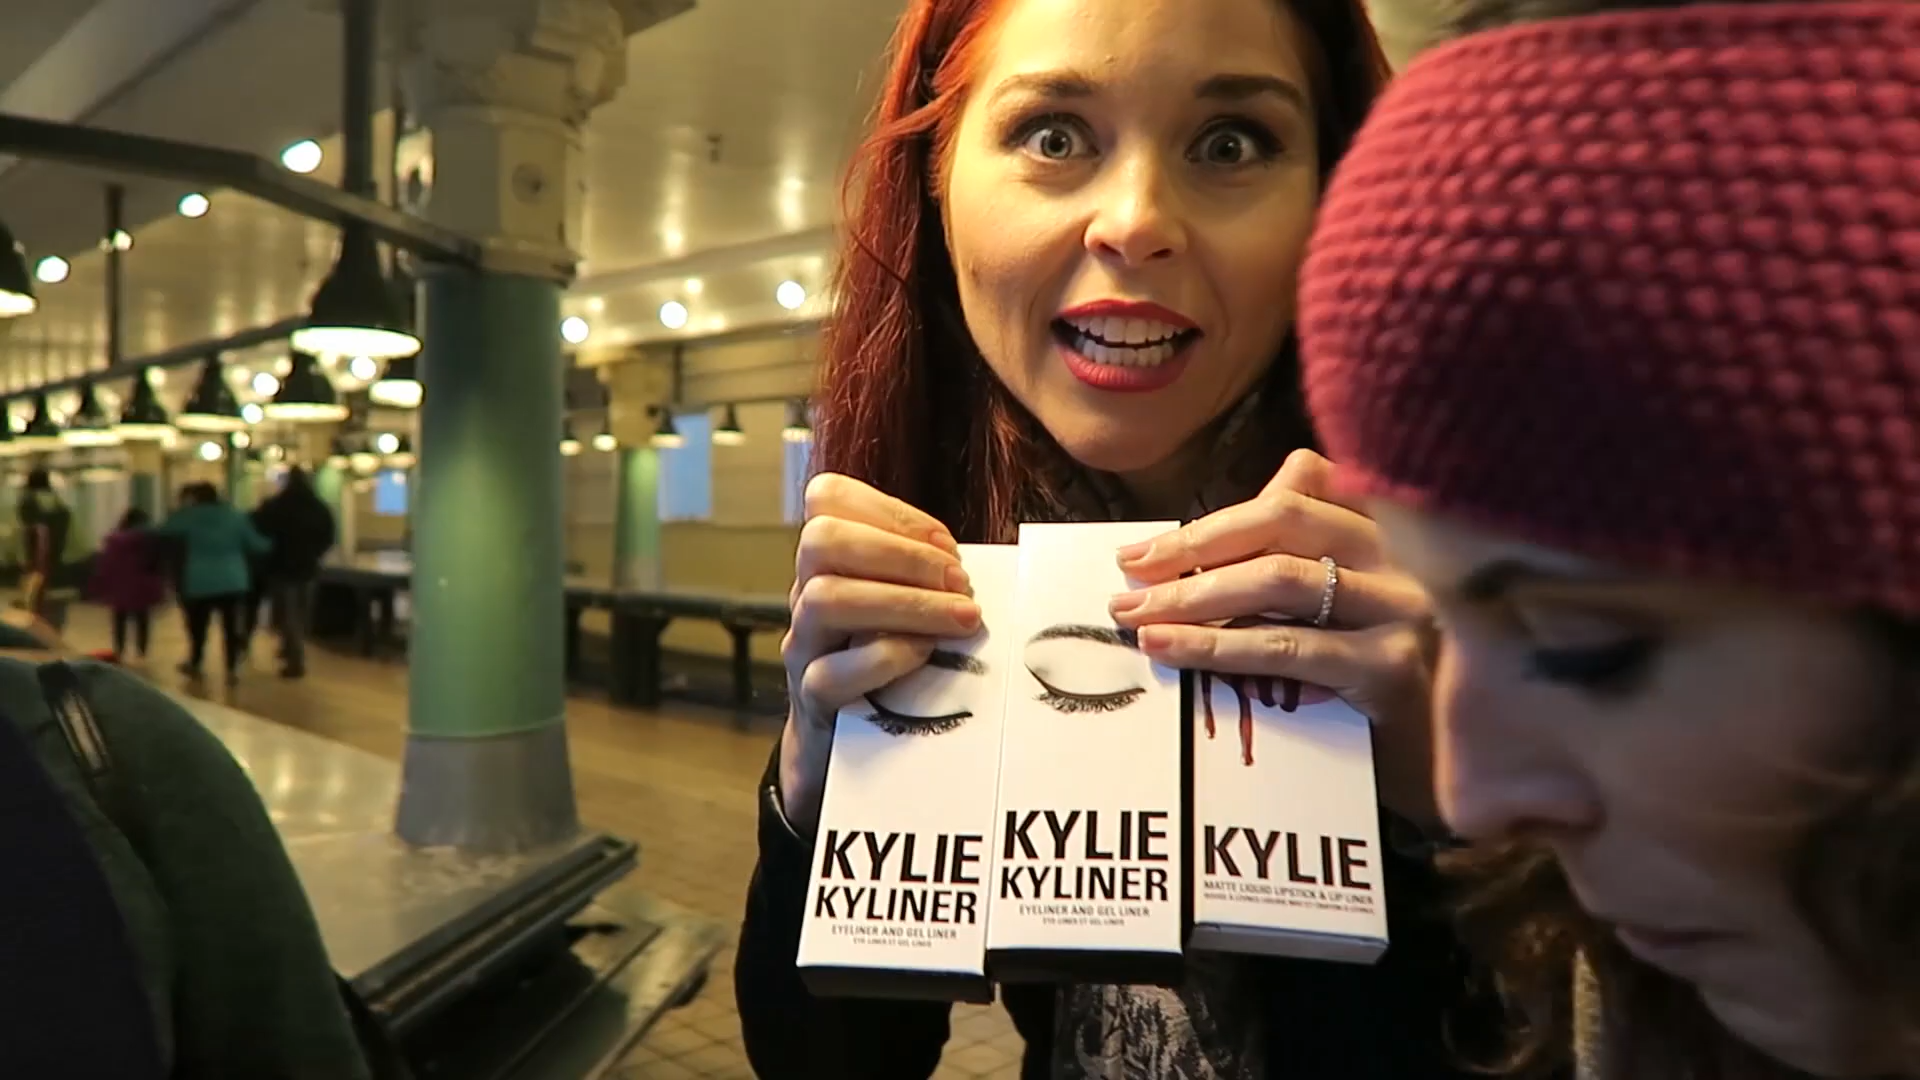 KYLIE
KYLINER
EYELINER AND GEL LINER
KYLIE
KYLINER
EYELINER AND GEL LINER
KYLIE
MATTE LIQUID LIPSTICK & LIP LINER